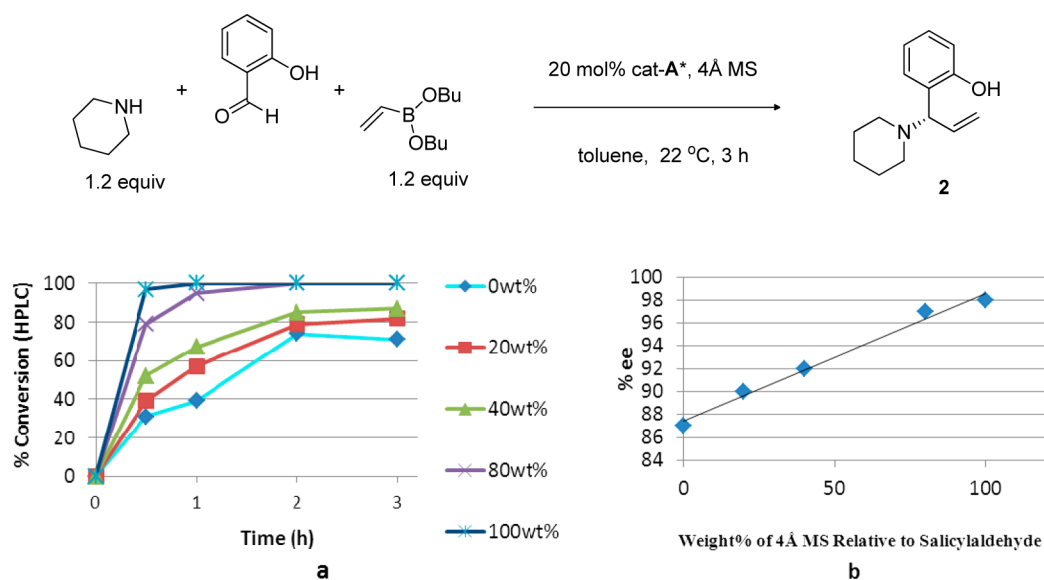 NH
1.2 equiv
+
OH
O
H
+
OBu
B
OBu
1.2 equiv
20 mol% cat-A*, 4Å MS
toluene, 22 °C, 3 h
OH
N
2
% Conversion (HPLC)
100
80
60
40
20
0
0 1 2 3
Time (h)
0wt%
20wt%
40wt%
80wt%
100wt%
a
% ee
100
98
96
94
92
90
88
86
84
0 50 100
Weight% of 4Å MS Relative to Salicylaldehyde
b